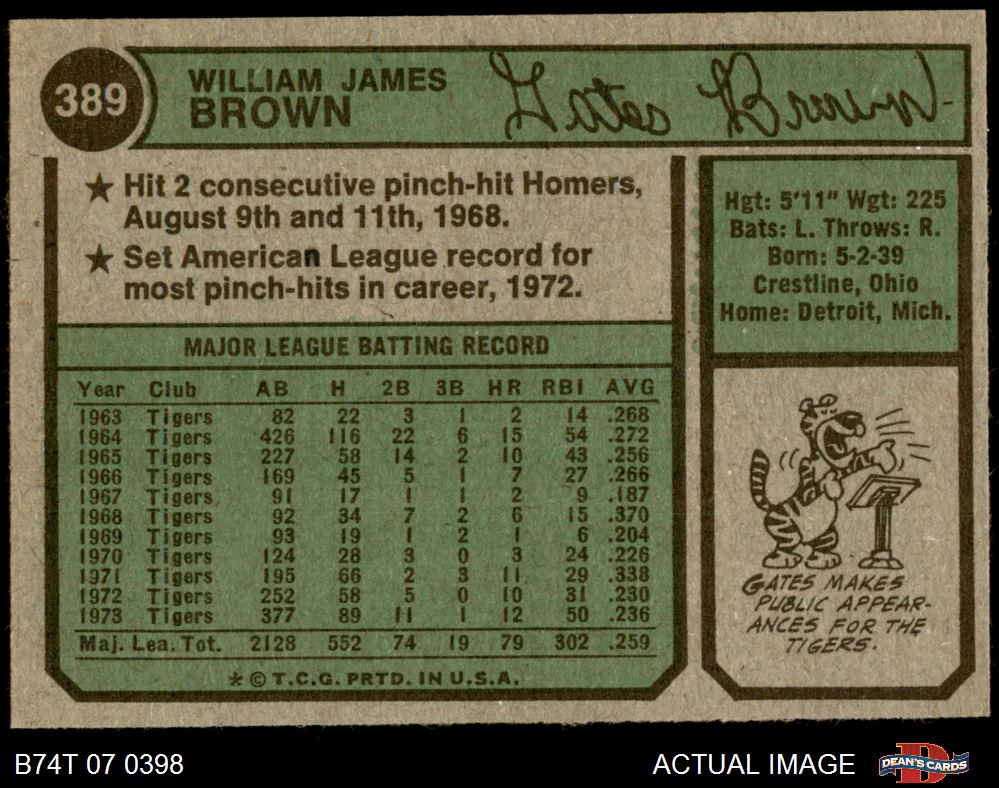 389
WILLIAM JAMES
BROWN
Gates Brown
★ Hit 2 consecutive pinch-hit Homers,
August 9th and 11th, 1968.
★ Set American League record for
most pinch-hits in career, 1972.
Hgt: 5'11" Wgt: 225
Bats: L. Throws: R.
Born: 5-2-39
Crestline, Ohio
Home: Detroit, Mich.
MAJOR LEAGUE BATTING RECORD
Year Club AB H 2B 3B HR RBI AVG
1963 Tigers 82 22 3 1 2 14 .268
1964 Tigers 426 116 22 6 15 54 .272
1965 Tigers 227 58 14 2 10 43 .256
1966 Tigers 169 45 5 1 7 27 .266
1967 Tigers 91 17 1 1 2 9 .187
1968 Tigers 92 34 7 2 6 15 .370
1969 Tigers 93 19 1 2 1 6 .204
1970 Tigers 124 28 3 0 3 24 .226
1971 Tigers 195 66 2 3 11 29 .338
1972 Tigers 252 58 5 0 10 31 .230
1973 Tigers 377 89 11 1 12 50 .236
Maj. Lea. Tot. 2128 552 74 19 79 302 .259
* © T.C.G. PRTD. IN U.S.A.
GATES MAKES
PUBLIC APPEAR-
ANCES FOR THE
TIGERS.
B74T 07 0398
ACTUAL IMAGE
DEAN'S CARDS